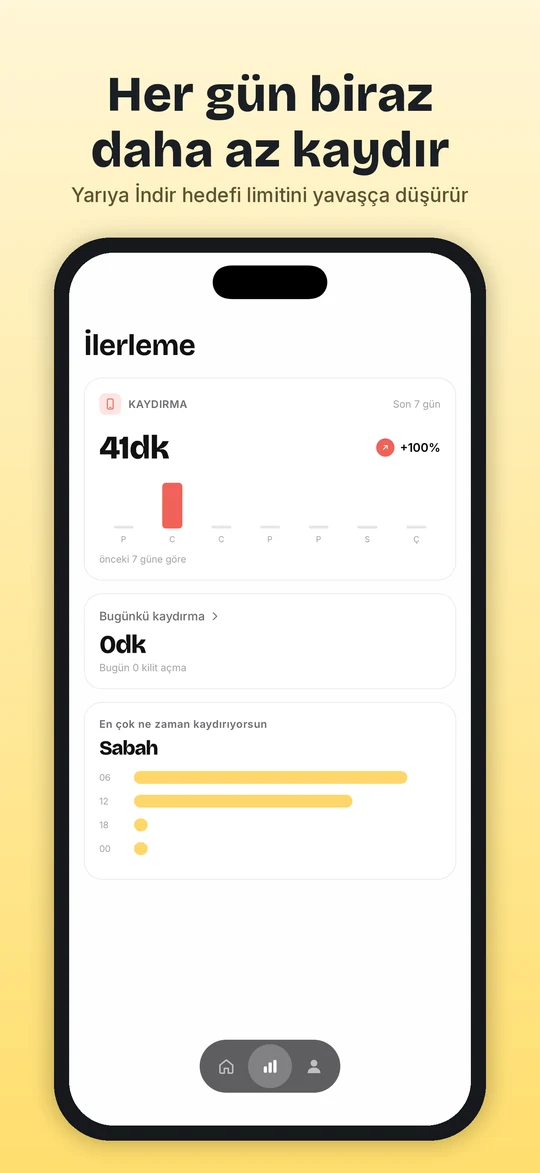 Her gün biraz
daha az kaydır
Yarıya İndir hedefi limitini yavaşça düşürür
İlerleme
KAYDIRMA
Son 7 gün
41dk
+100%
P C C P P S Ç
önceki 7 güne göre
Bugünkü kaydırma
0dk
Bugün 0 kilit açma
En çok ne zaman kaydırıyorsun
Sabah
06
12
18
00